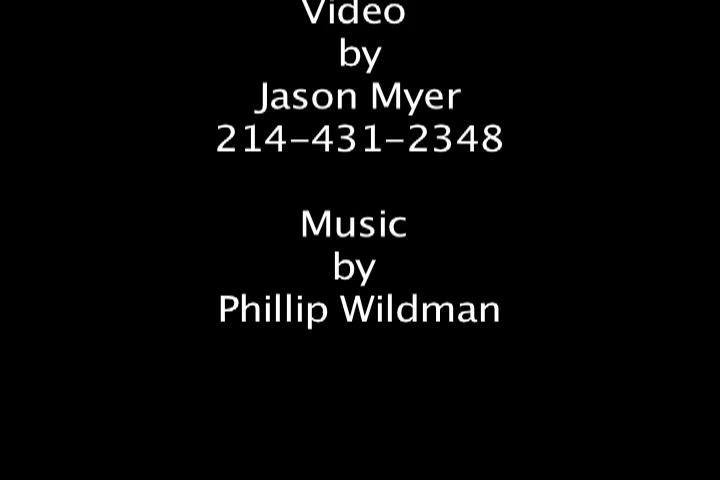 Video
by
Jason Myer
214-431-2348
Music
by
Phillip Wildman